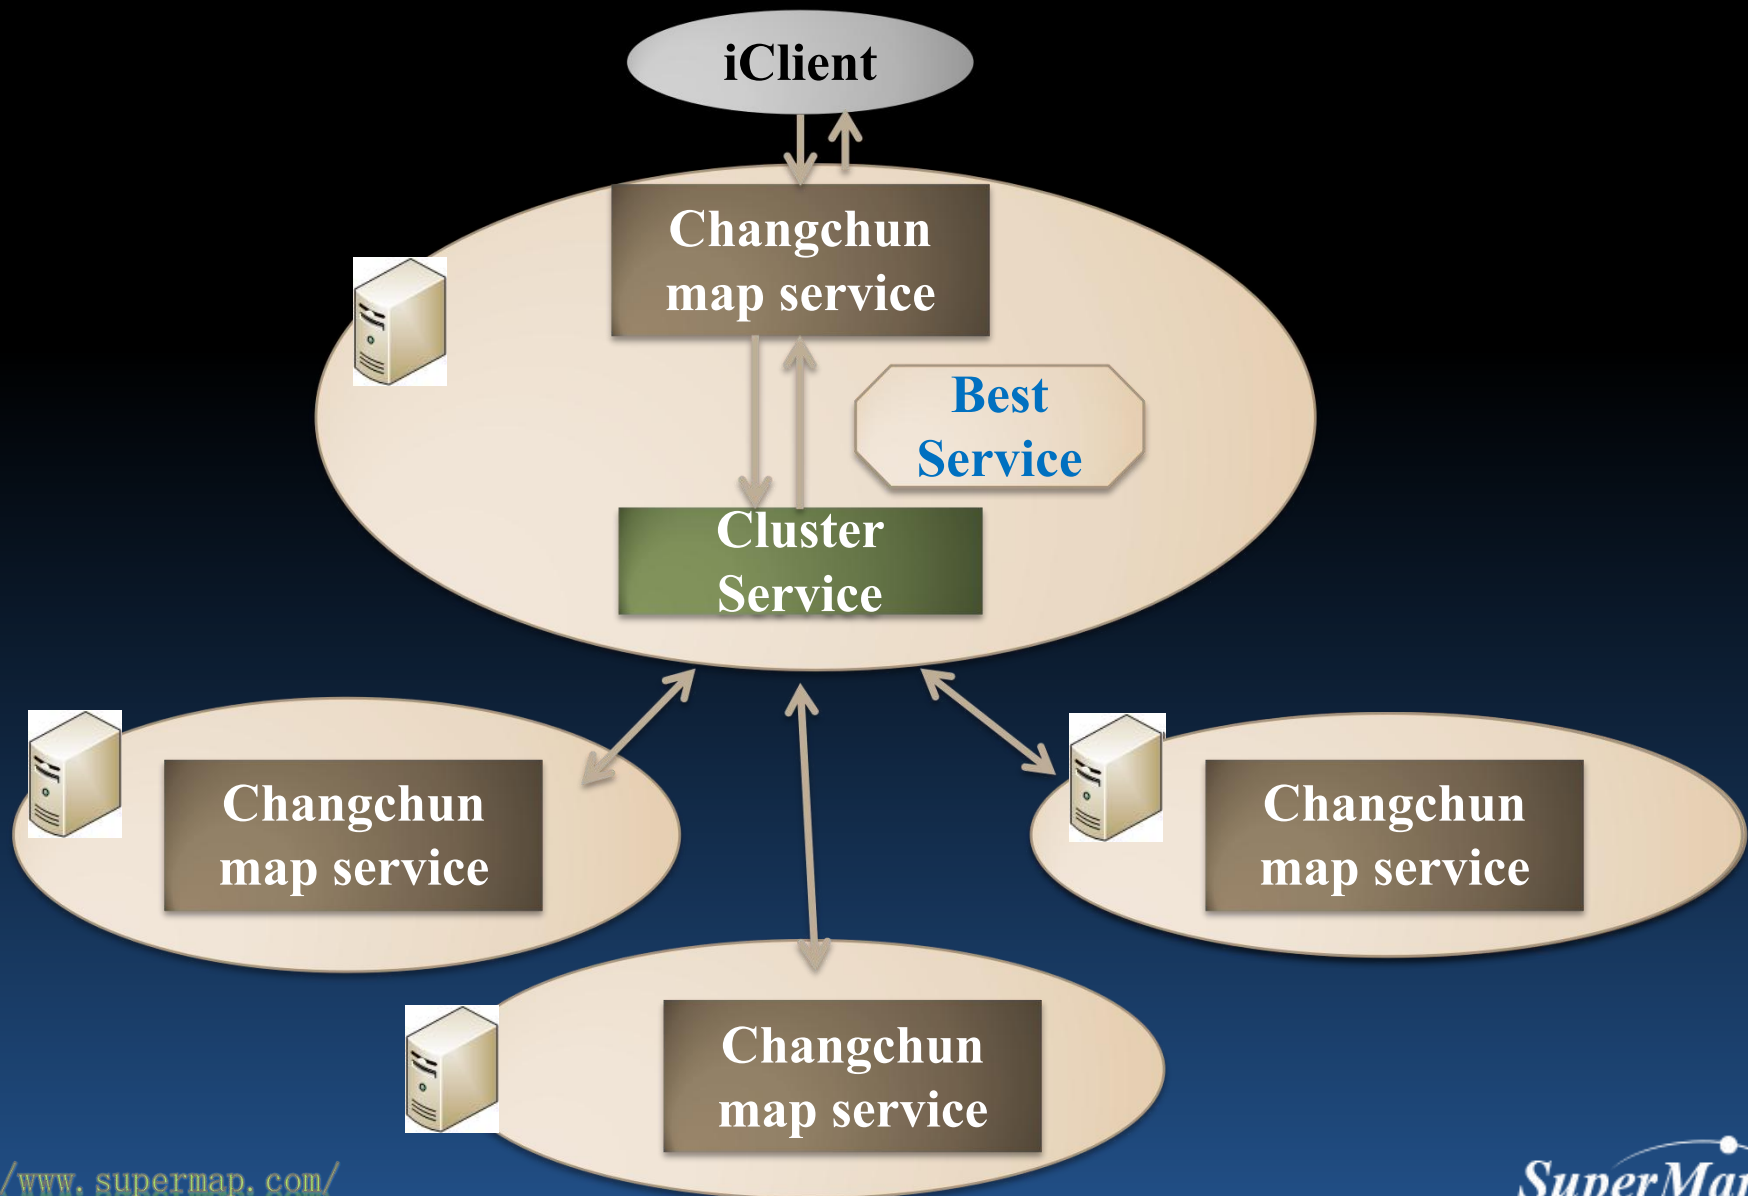 iClient
Changchun
map service
Best
Service
Cluster
Service
Changchun
map service
Changchun
map service
Changchun
map service
/www.supermap.com/
SuperMap